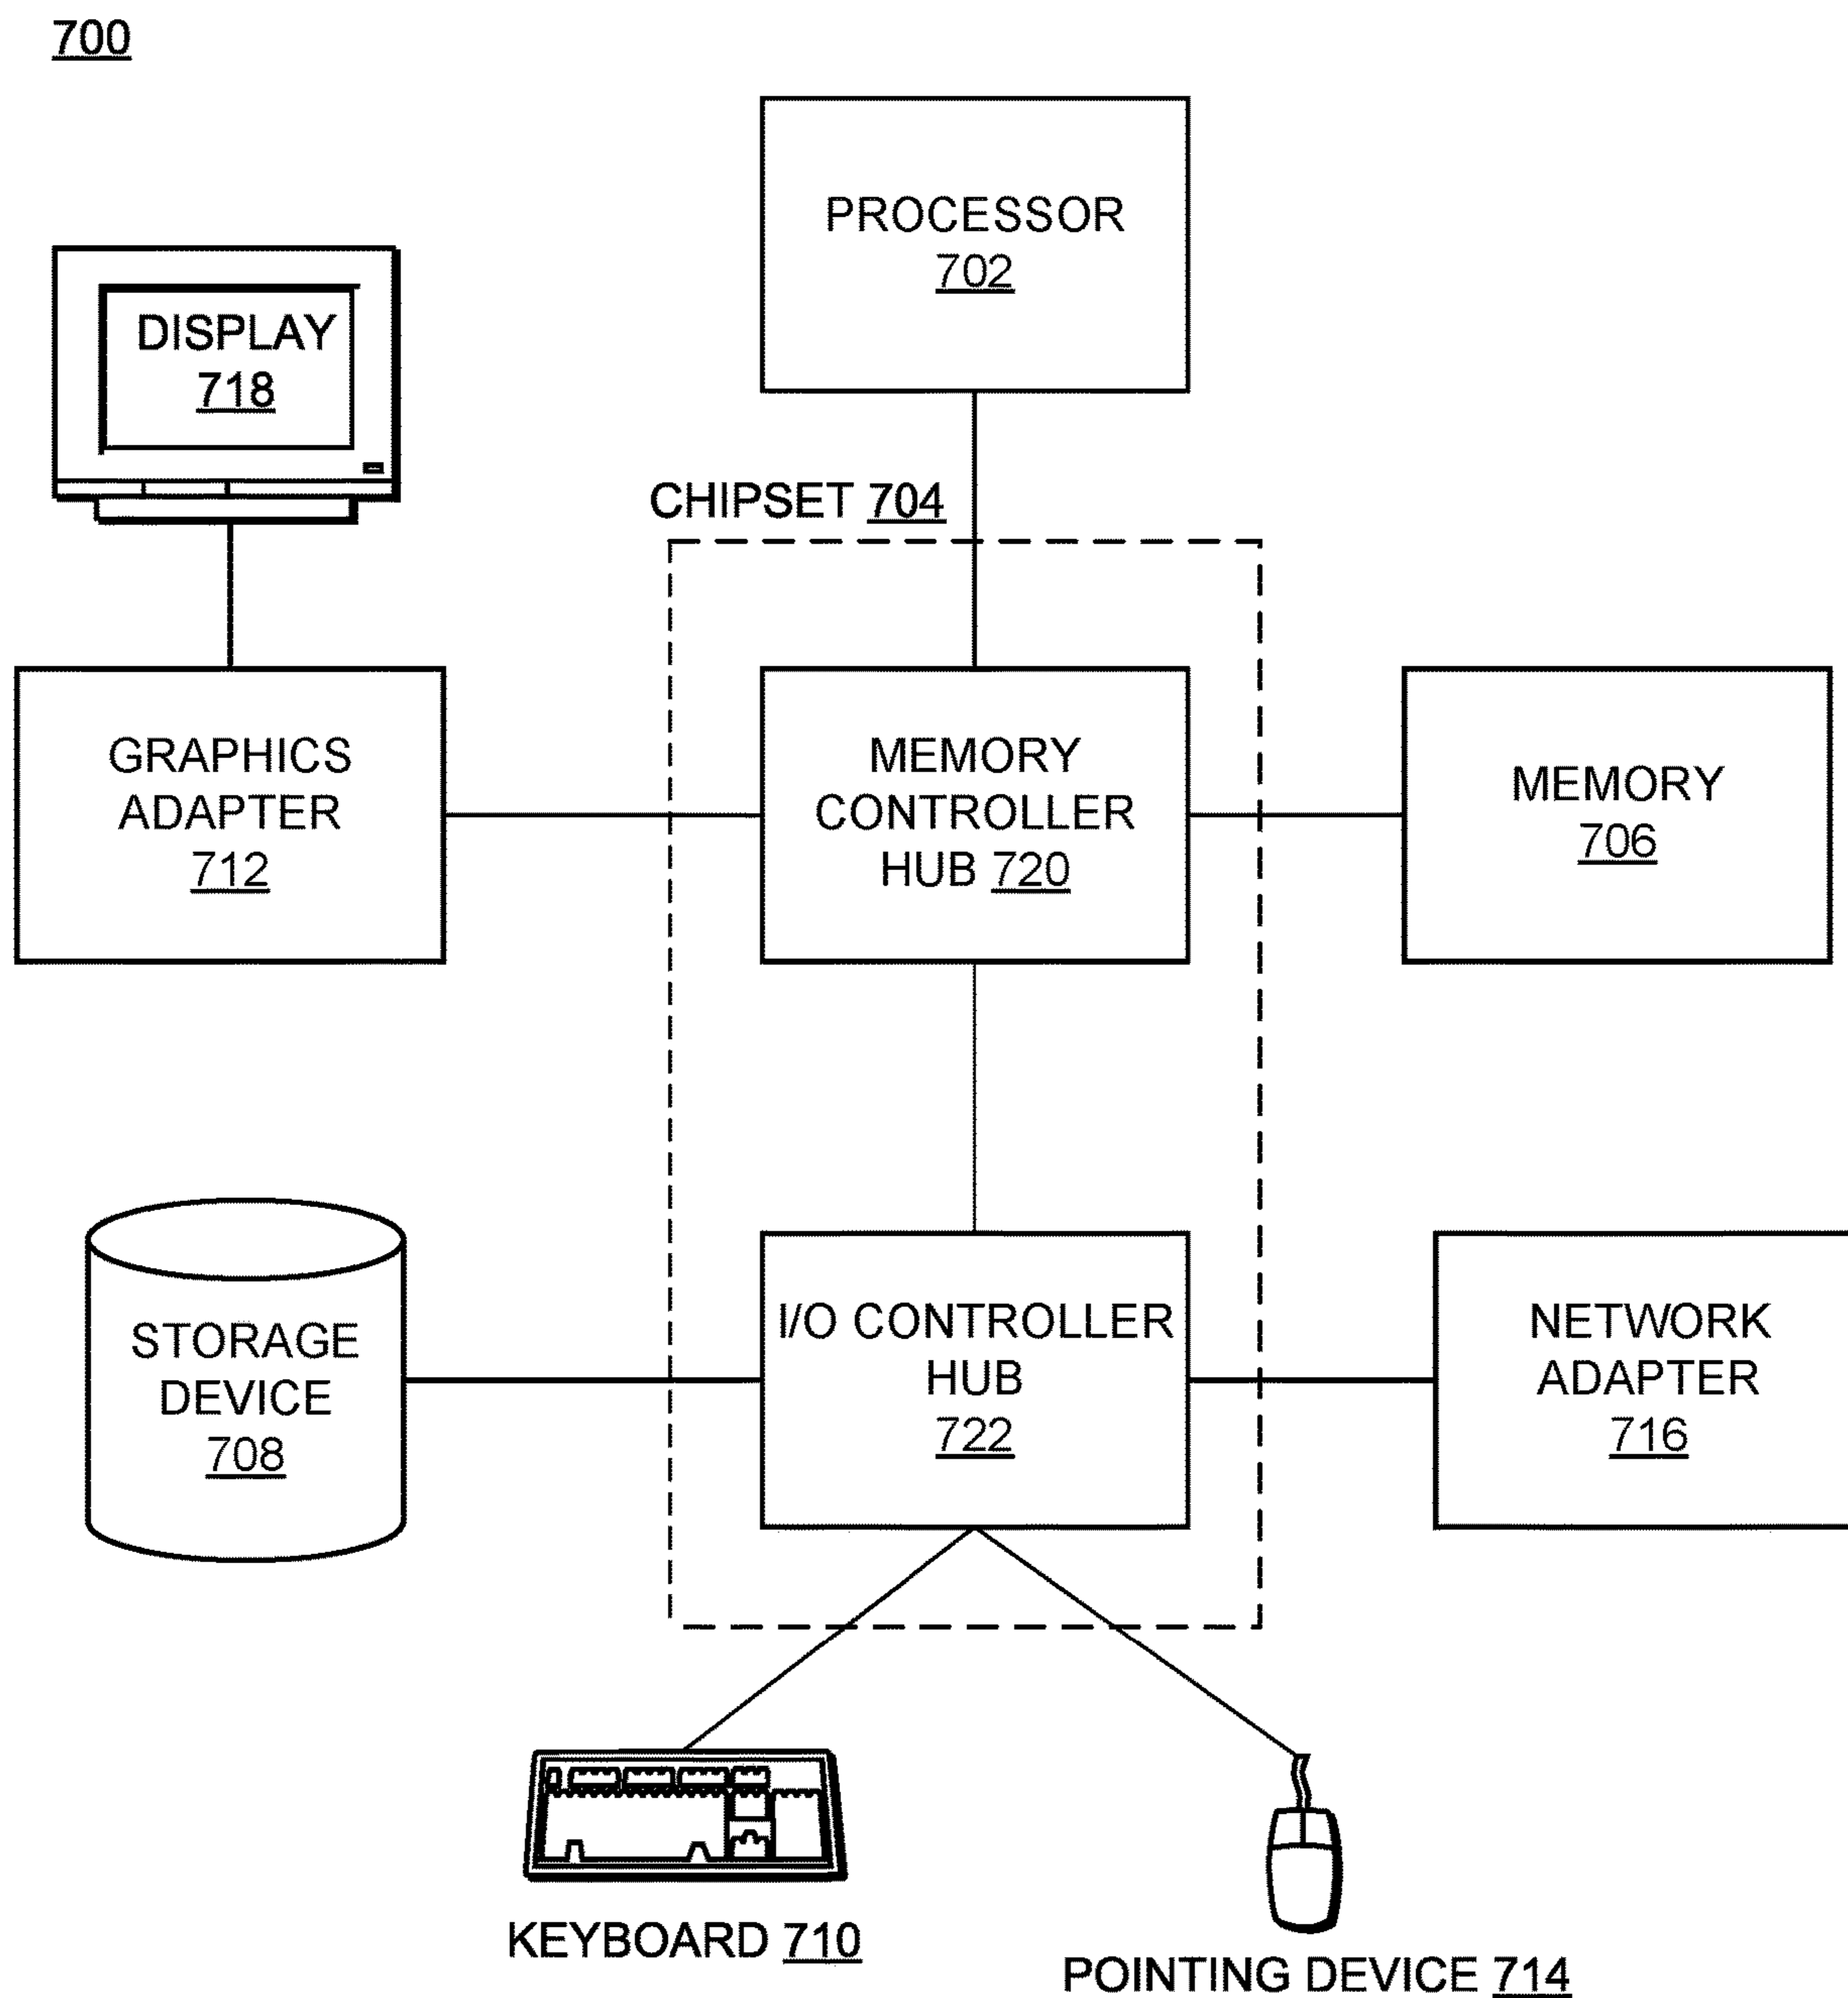 700
PROCESSOR
702
DISPLAY
718
CHIPSET 704
GRAPHICS
ADAPTER
712
MEMORY
CONTROLLER
HUB 720
MEMORY
706
STORAGE
DEVICE
708
I/O CONTROLLER
HUB
722
NETWORK
ADAPTER
716
KEYBOARD 710
POINTING DEVICE 714